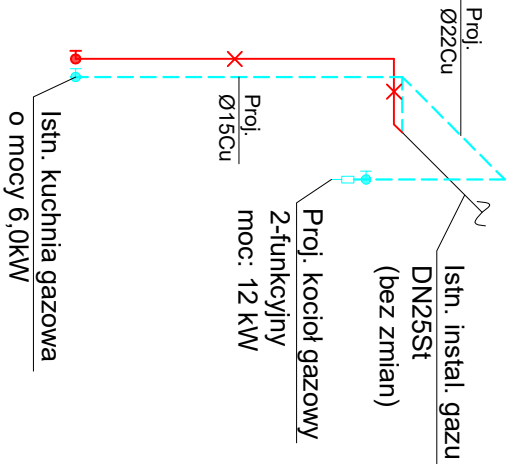 Proj.
Ø22Cu
Istn. instal. gazu
DN25St
(bez zmian)
Proj.
Ø15Cu
Proj. kocioł gazowy
2-funkcyjny
moc: 12 kW
Istn. kuchnia gazowa
o mocy 6,0kW